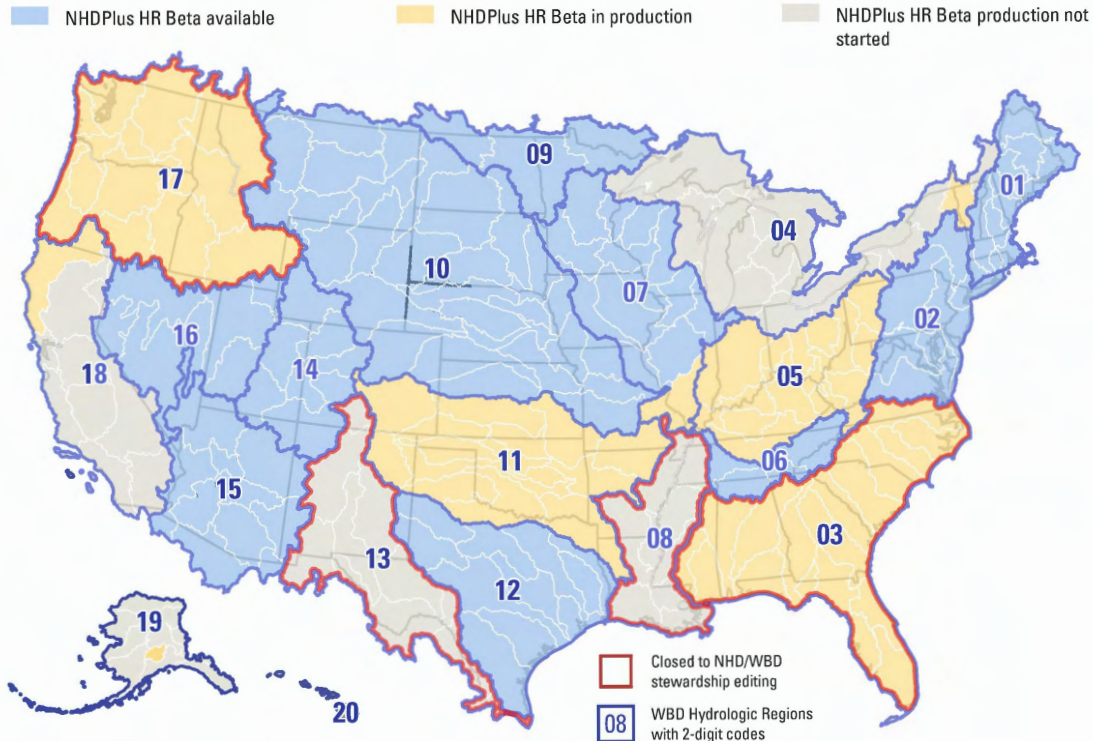 NHDPlus HR Beta available
NHDPlus HR Beta in production
NHDPlus HR Beta production not
started
17
09
01
04
10
07
02
16
18
14
05
11
06
15
03
13
08
12
19
20
Closed to NHD/WBD
stewardship editing
08 WBD Hydrologic Regions
with 2-digit codes